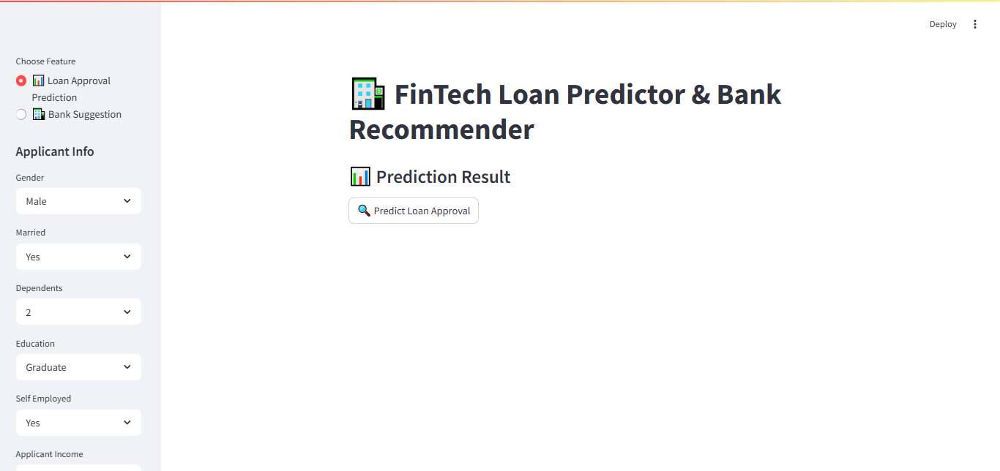 Deploy
Choose Feature
Loan Approval
Prediction
Bank Suggestion
Applicant Info
Gender
Male
Married
Yes
Dependents
2
Education
Graduate
Self Employed
Yes
Applicant Income
FinTech Loan Predictor & Bank
Recommender
Prediction Result
Predict Loan Approval